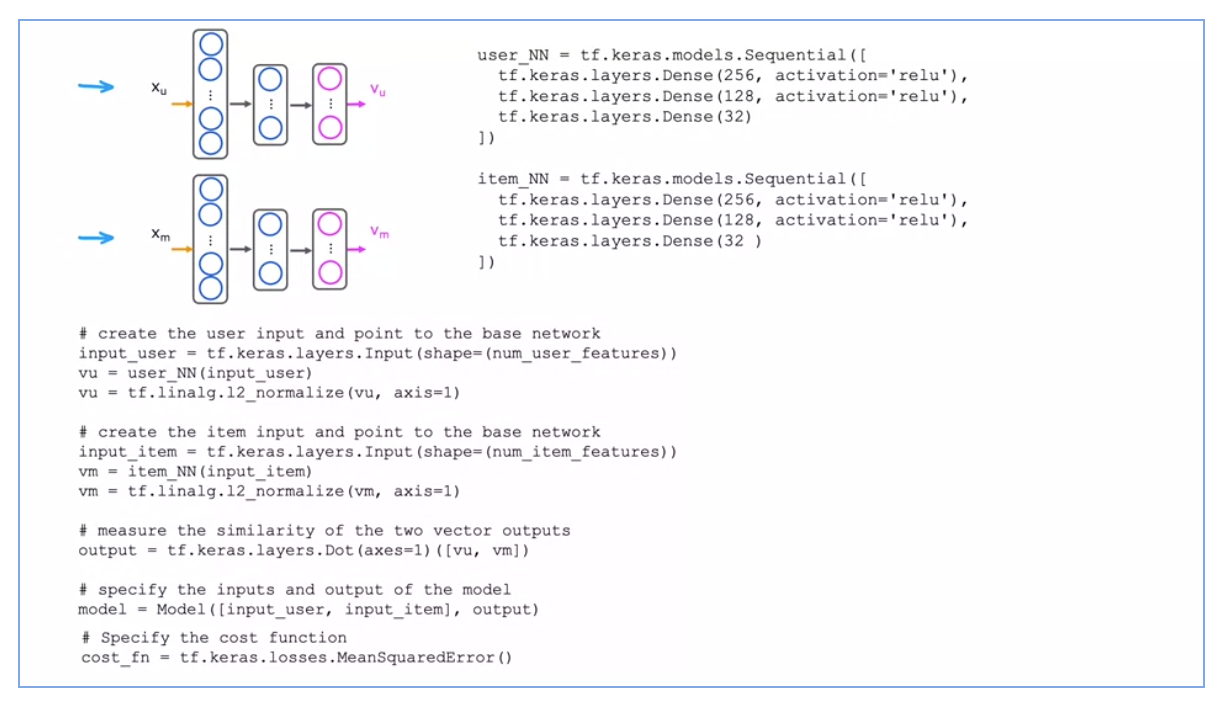 x_u
v_u
user_NN = tf.keras.models.Sequential([
  tf.keras.layers.Dense(256, activation='relu'),
  tf.keras.layers.Dense(128, activation='relu'),
  tf.keras.layers.Dense(32)
])
x_m
v_m
item_NN = tf.keras.models.Sequential([
  tf.keras.layers.Dense(256, activation='relu'),
  tf.keras.layers.Dense(128, activation='relu'),
  tf.keras.layers.Dense(32 )
])
# create the user input and point to the base network
input_user = tf.keras.layers.Input(shape=(num_user_features))
vu = user_NN(input_user)
vu = tf.linalg.l2_normalize(vu, axis=1)
# create the item input and point to the base network
input_item = tf.keras.layers.Input(shape=(num_item_features))
vm = item_NN(input_item)
vm = tf.linalg.l2_normalize(vm, axis=1)
# measure the similarity of the two vector outputs
output = tf.keras.layers.Dot(axes=1)([vu, vm])
# specify the inputs and output of the model
model = Model([input_user, input_item], output)
# Specify the cost function
cost_fn = tf.keras.losses.MeanSquaredError()